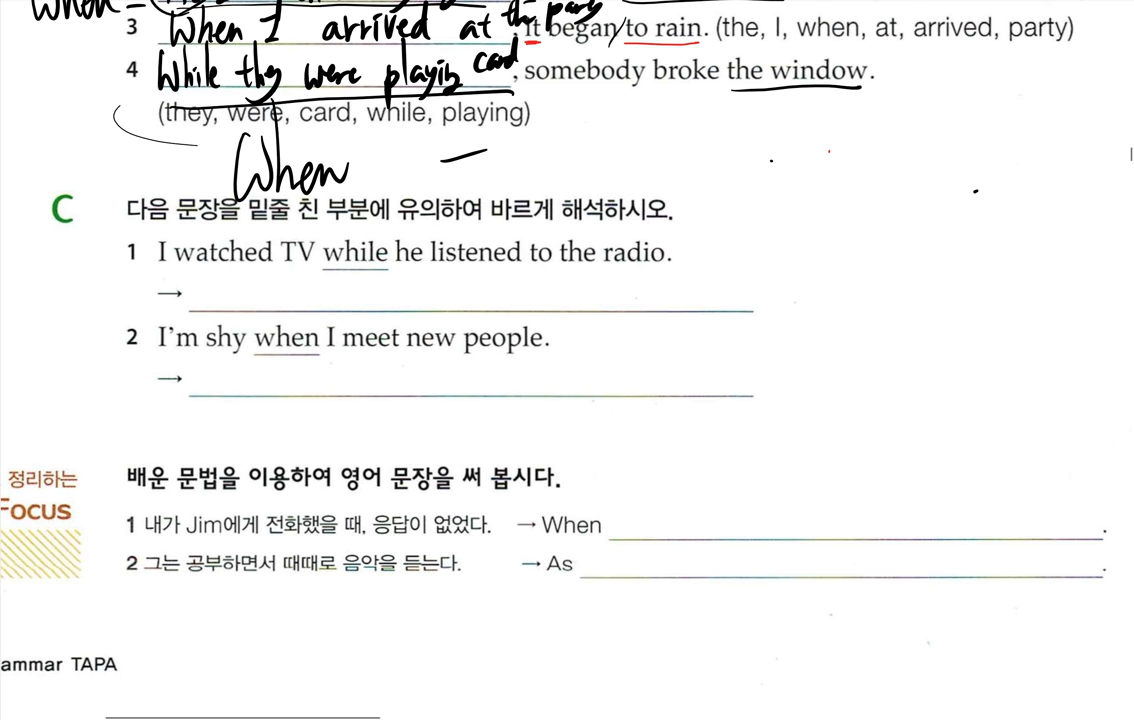 When
3 When I arrived at the party, it began/to rain. (the, I, when, at, arrived, party)
4 While they were playing card, somebody broke the window.
(they, were, card, while, playing)
When —
C 다음 문장을 밑줄 친 부분에 유의하여 바르게 해석하시오.
1 I watched TV while he listened to the radio.
→
2 I'm shy when I meet new people.
→
정리하는
FOCUS
배운 문법을 이용하여 영어 문장을 써 봅시다.
1 내가 Jim에게 전화했을 때, 응답이 없었다. → When .
2 그는 공부하면서 때때로 음악을 듣는다. → As .
ammar TAPA